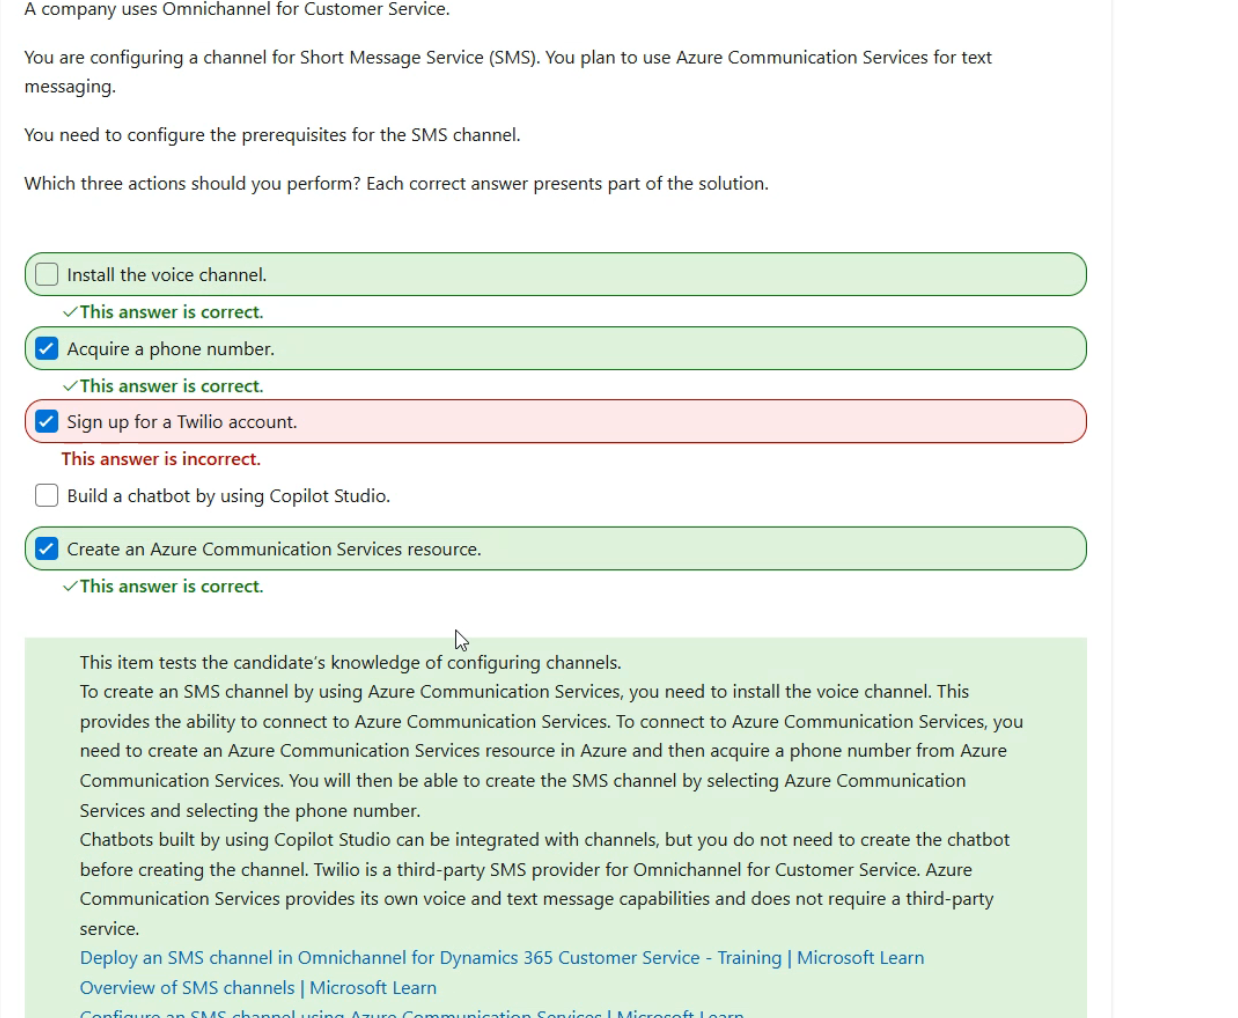 A company uses Omnichannel for Customer Service.
You are configuring a channel for Short Message Service (SMS). You plan to use Azure Communication Services for text
messaging.
You need to configure the prerequisites for the SMS channel.
Which three actions should you perform? Each correct answer presents part of the solution.
Install the voice channel.
This answer is correct.
Acquire a phone number.
This answer is correct.
Sign up for a Twilio account.
This answer is incorrect.
Build a chatbot by using Copilot Studio.
Create an Azure Communication Services resource.
This answer is correct.
This item tests the candidate's knowledge of configuring channels.
To create an SMS channel by using Azure Communication Services, you need to install the voice channel. This
provides the ability to connect to Azure Communication Services. To connect to Azure Communication Services, you
need to create an Azure Communication Services resource in Azure and then acquire a phone number from Azure
Communication Services. You will then be able to create the SMS channel by selecting Azure Communication
Services and selecting the phone number.
Chatbots built by using Copilot Studio can be integrated with channels, but you do not need to create the chatbot
before creating the channel. Twilio is a third-party SMS provider for Omnichannel for Customer Service. Azure
Communication Services provides its own voice and text message capabilities and does not require a third-party
service.
Deploy an SMS channel in Omnichannel for Dynamics 365 Customer Service - Training | Microsoft Learn
Overview of SMS channels | Microsoft Learn
Configure an SMS channel using Azure Communication Services | Microsoft Learn